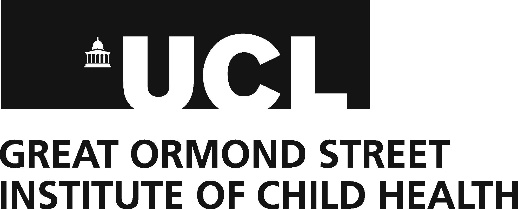 UCL
GREAT ORMOND STREET
INSTITUTE OF CHILD HEALTH